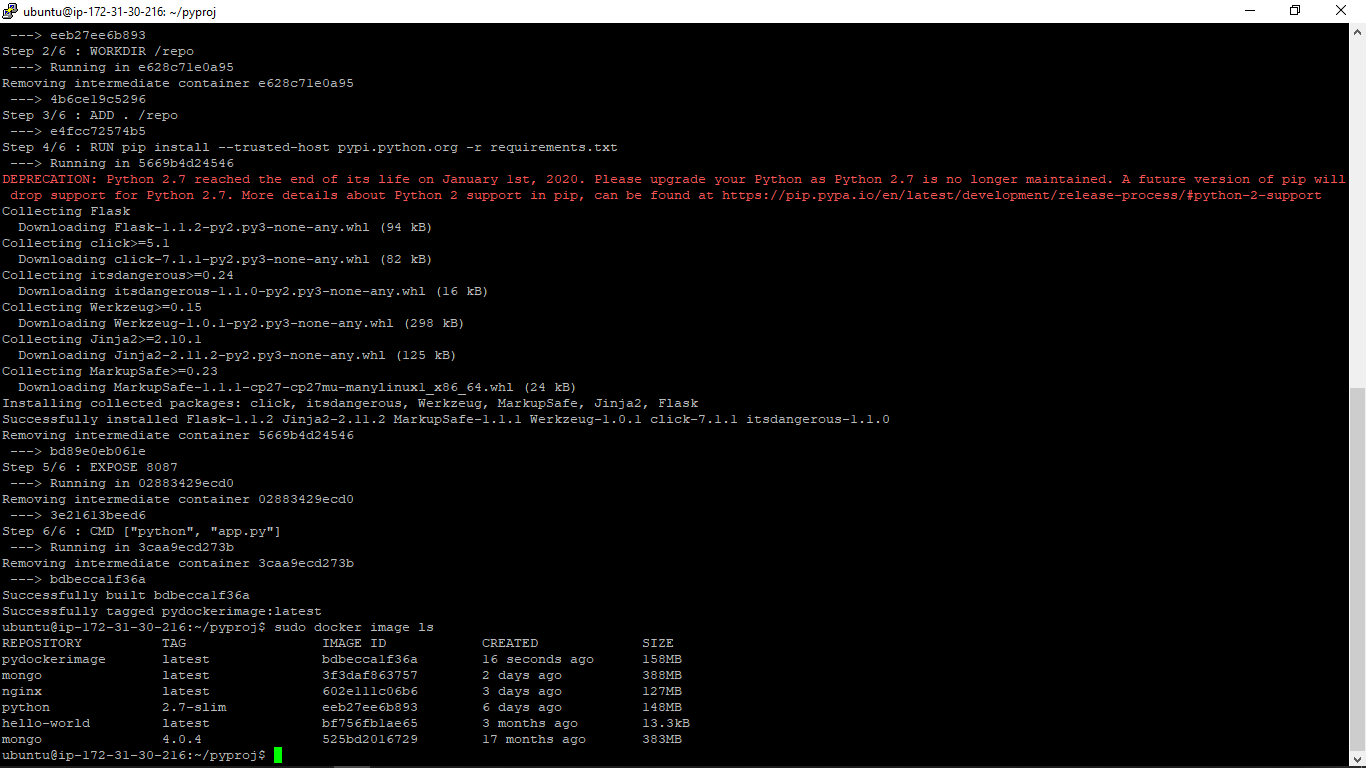 ubuntu@ip-172-31-30-216: ~/pyproj
---> eeb27ee6b893
Step 2/6 : WORKDIR /repo
---> Running in e628c71e0a95
Removing intermediate container e628c71e0a95
---> 4b6ce19c5296
Step 3/6 : ADD . /repo
---> e4fcc72574b5
Step 4/6 : RUN pip install --trusted-host pypi.python.org -r requirements.txt
---> Running in 5669b4d24546
DEPRECATION: Python 2.7 reached the end of its life on January 1st, 2020. Please upgrade your Python as Python 2.7 is no longer maintained. A future version of pip will
drop support for Python 2.7. More details about Python 2 support in pip, can be found at https://pip.pypa.io/en/latest/development/release-process/#python-2-support
Collecting Flask
Downloading Flask-1.1.2-py2.py3-none-any.whl (94 kB)
Collecting click>=5.1
Downloading click-7.1.1-py2.py3-none-any.whl (82 kB)
Collecting itsdangerous>=0.24
Downloading itsdangerous-1.1.0-py2.py3-none-any.whl (16 kB)
Collecting Werkzeug>=0.15
Downloading Werkzeug-1.0.1-py2.py3-none-any.whl (298 kB)
Collecting Jinja2>=2.10.1
Downloading Jinja2-2.11.2-py2.py3-none-any.whl (125 kB)
Collecting MarkupSafe>=0.23
Downloading MarkupSafe-1.1.1-cp27-cp27mu-manylinux1_x86_64.whl (24 kB)
Installing collected packages: click, itsdangerous, Werkzeug, MarkupSafe, Jinja2, Flask
Successfully installed Flask-1.1.2 Jinja2-2.11.2 MarkupSafe-1.1.1 Werkzeug-1.0.1 click-7.1.1 itsdangerous-1.1.0
Removing intermediate container 5669b4d24546
---> bd89e0eb061e
Step 5/6 : EXPOSE 8087
---> Running in 02883429ecd0
Removing intermediate container 02883429ecd0
---> 3e21613beed6
Step 6/6 : CMD ["python", "app.py"]
---> Running in 3caa9ecd273b
Removing intermediate container 3caa9ecd273b
---> bdbecca1f36a
Successfully built bdbecca1f36a
Successfully tagged pydockerimage:latest
ubuntu@ip-172-31-30-216:~/pyproj$ sudo docker image ls
REPOSITORY TAG IMAGE ID CREATED SIZE
pydockerimage latest bdbecca1f36a 16 seconds ago 158MB
mongo latest 3f3daf863757 2 days ago 388MB
nginx latest 602e111c06b6 3 days ago 127MB
python 2.7-slim eeb27ee6b893 6 days ago 148MB
hello-world latest bf756fb1ae65 3 months ago 13.3kB
mongo 4.0.4 525bd2016729 17 months ago 383MB
ubuntu@ip-172-31-30-216:~/pyproj$